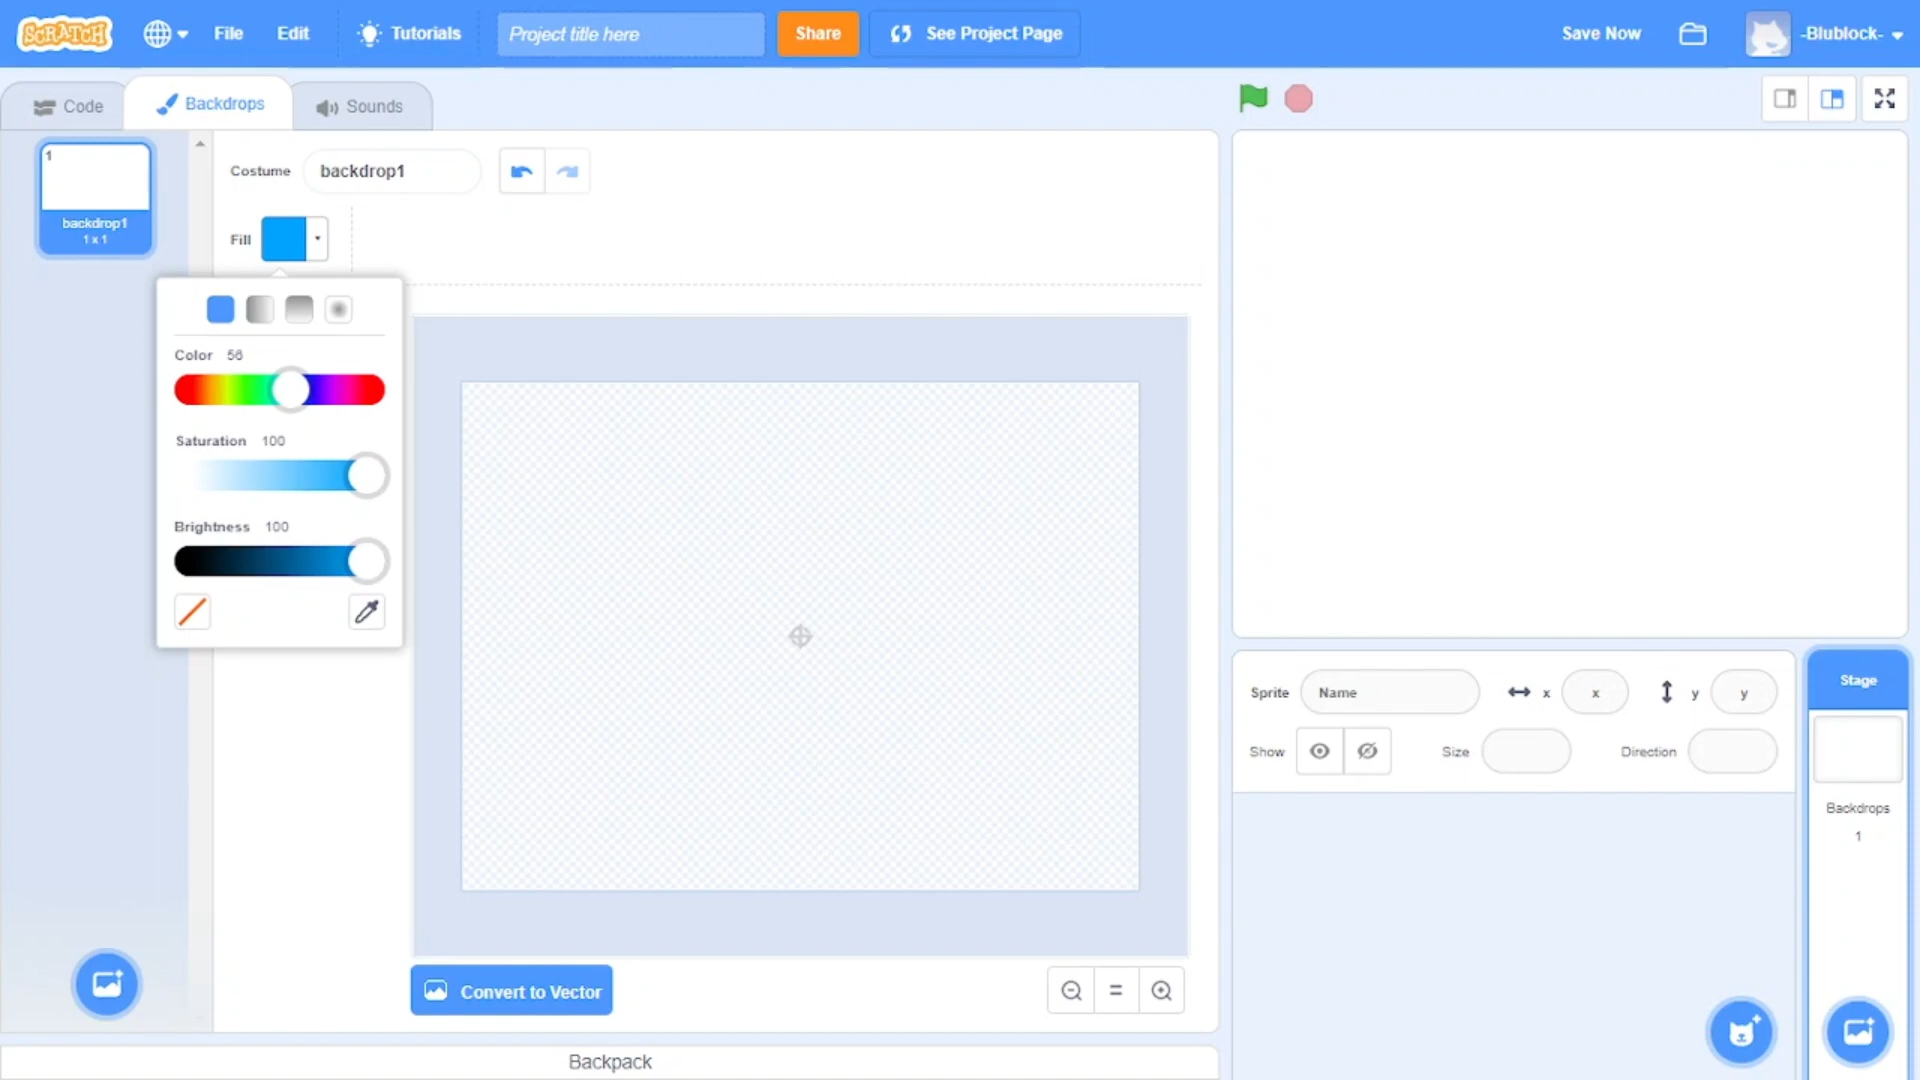 SCRATCH
File
Edit
Tutorials
Project title here
Share
See Project Page
Save Now
-Blublock-
Code
Backdrops
Sounds
1
backdrop1
1 x 1
Costume
backdrop1
Fill
Color 56
Saturation 100
Brightness 100
Convert to Vector
=
Backpack
Sprite
Name
x
x
y
y
Show
Size
Direction
Stage
Backdrops
1